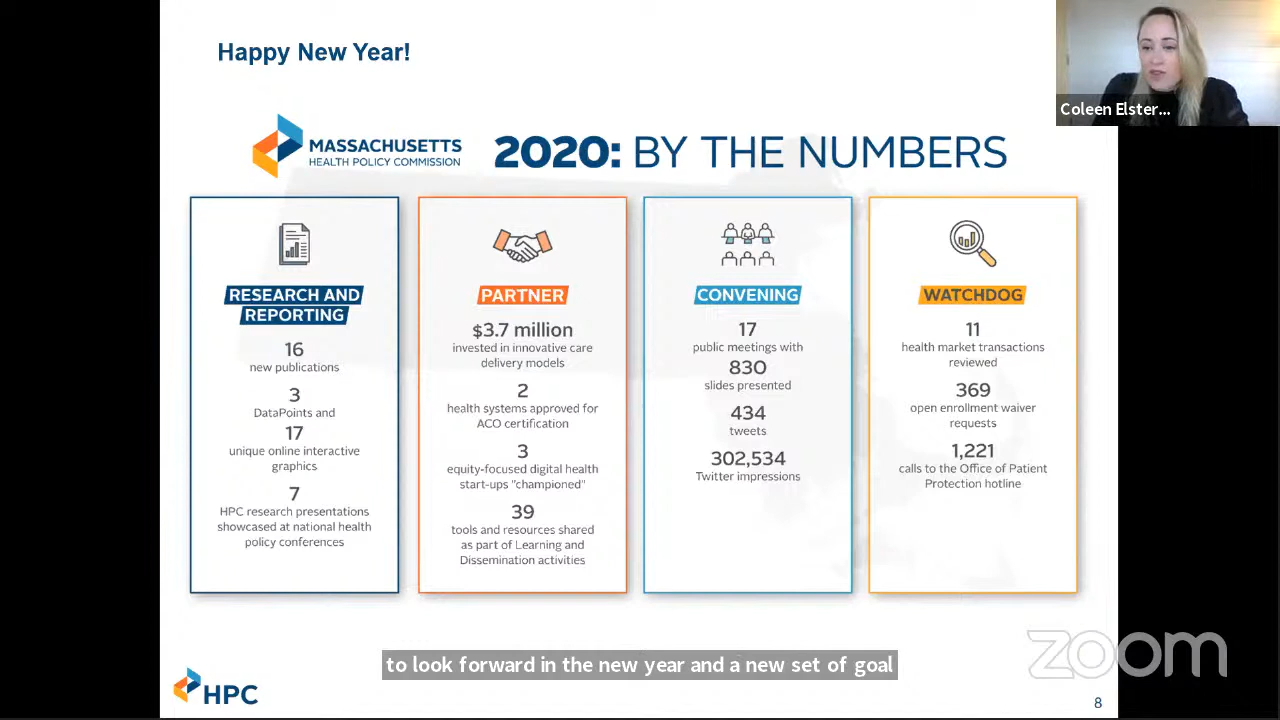 Happy New Year!
Coleen Elster...
MASSACHUSETTS
HEALTH POLICY COMMISSION
2020: BY THE NUMBERS
RESEARCH AND
REPORTING
16
new publications
3
DataPoints and
17
unique online interactive
graphics
7
HPC research presentations
showcased at national health
policy conferences
PARTNER
$3.7 million
invested in innovative care
delivery models
2
health systems approved for
ACO certification
3
equity-focused digital health
start-ups "championed"
39
tools and resources shared
as part of Learning and
Dissemination activities
CONVENING
17
public meetings with
830
slides presented
434
tweets
302,534
Twitter impressions
WATCHDOG
11
health market transactions
reviewed
369
open enrollment waiver
requests
1,221
calls to the Office of Patient
Protection hotline
to look forward in the new year and a new set of goal
zoom
HPC
8